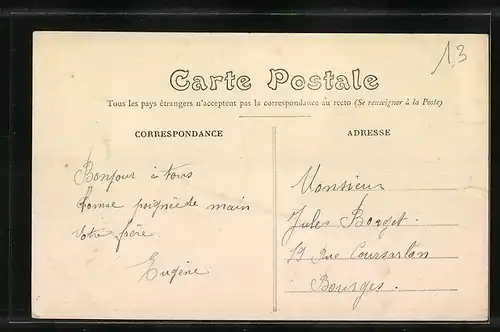 13
Carte Postale
Tous les pays étrangers n'acceptent pas la correspondance au recto (Se renseigner à la Poste)
CORRESPONDANCE
Bonjour à tous
bonne poignée de main
votre frère
Eugène
ADRESSE
Monsieur
Jules Borget.
19 Rue Coursarlon
Bourges.